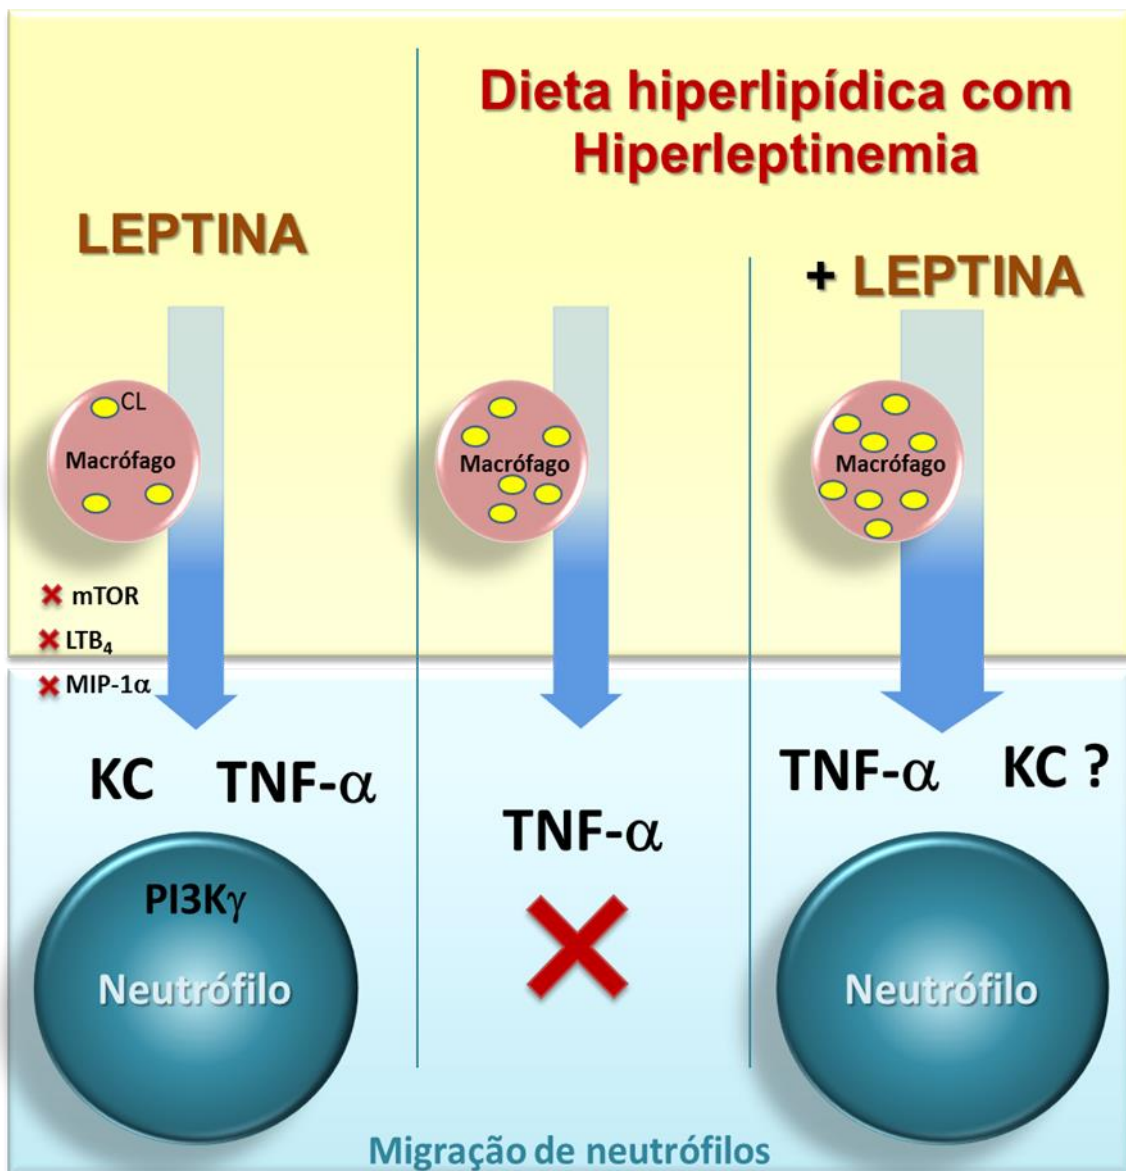 Dieta hiperlipídica com
Hiperleptinemia
LEPTINA
+ LEPTINA
CL
Macrófago
Macrófago
Macrófago
mTOR
LTB₄
MIP-1α
KC TNF-α
TNF-α
TNF-α KC ?
PI3Kγ
Neutrófilo
Neutrófilo
Migração de neutrófilos